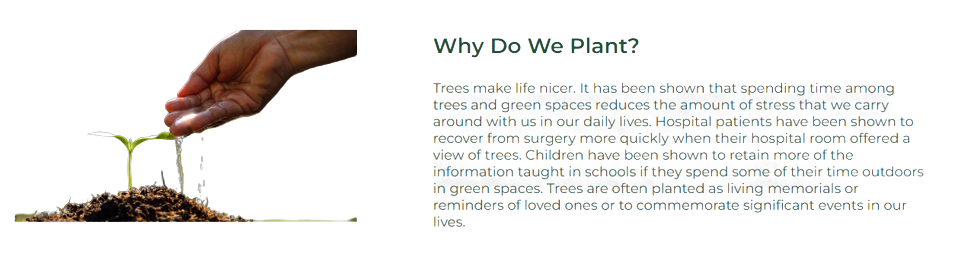 Why Do We Plant?
Trees make life nicer. It has been shown that spending time among
trees and green spaces reduces the amount of stress that we carry
around with us in our daily lives. Hospital patients have been shown to
recover from surgery more quickly when their hospital room offered a
view of trees. Children have been shown to retain more of the
information taught in schools if they spend some of their time outdoors
in green spaces. Trees are often planted as living memorials or
reminders of loved ones or to commemorate significant events in our
lives.